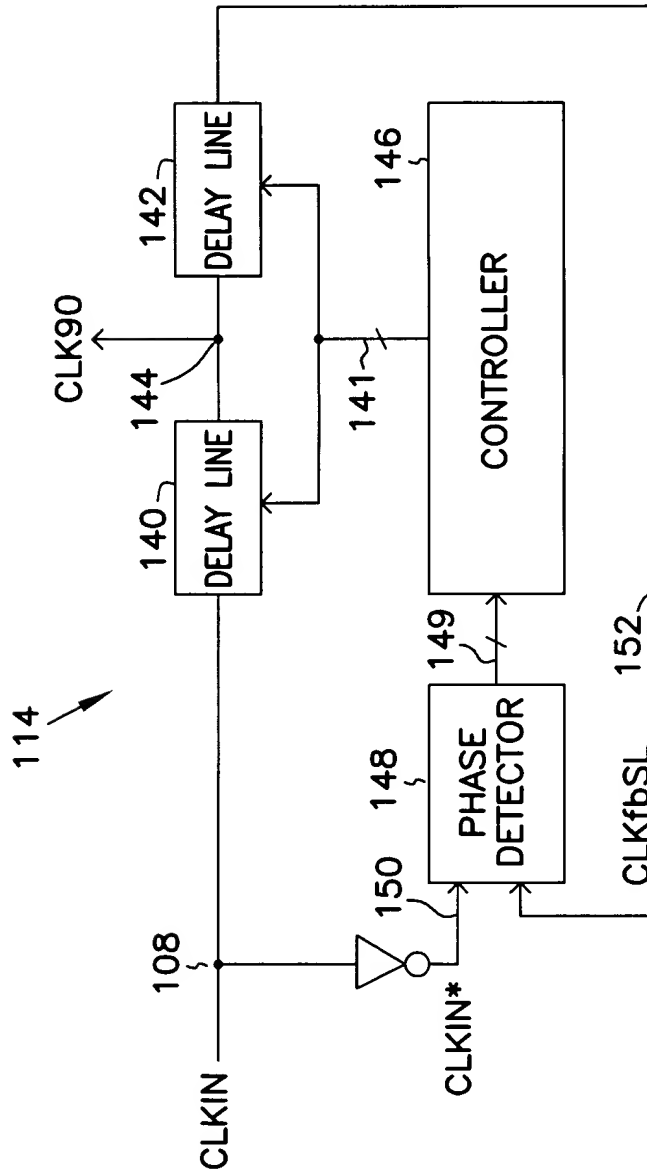 114
CLKIN
108
140
DELAY LINE
CLK90
144
142
DELAY LINE
141
CLKIN*
150
148
PHASE
DETECTOR
149
146
CONTROLLER
CLKfbSL
152